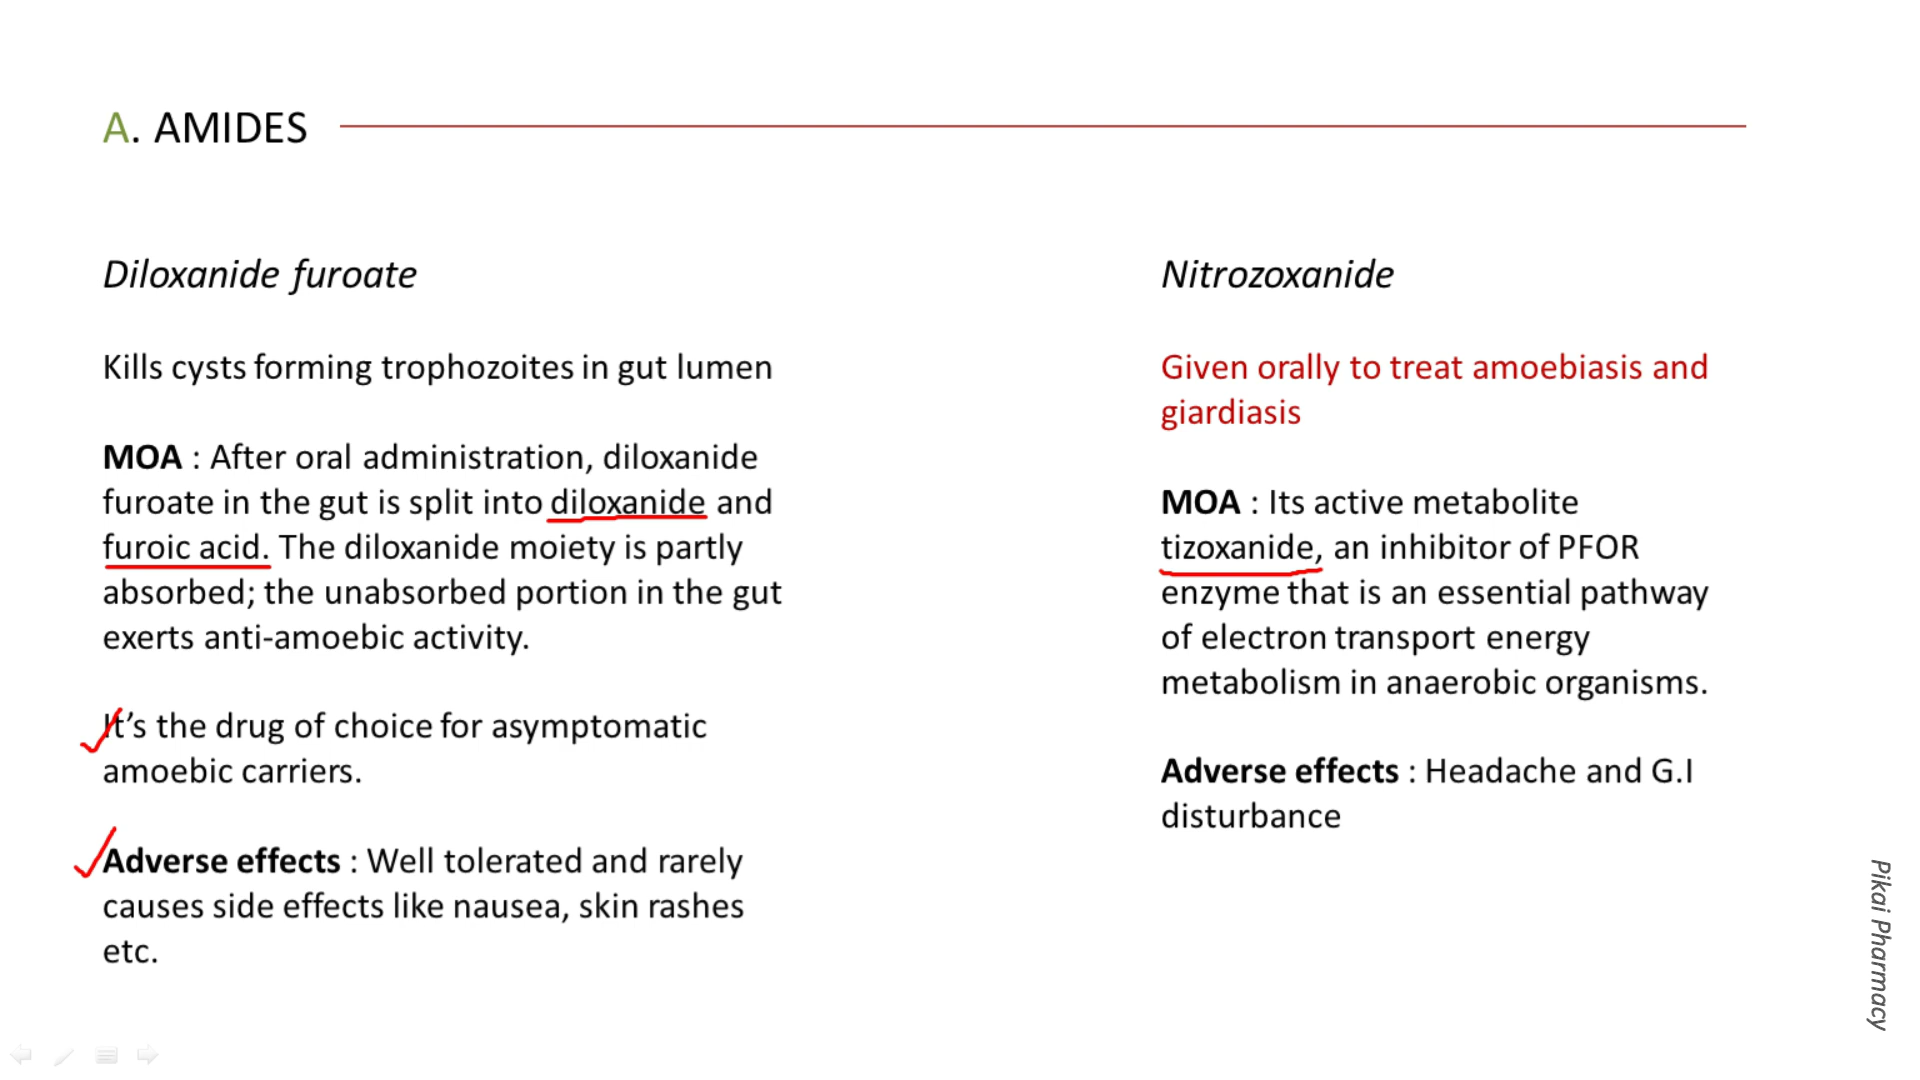 A. AMIDES
Diloxanide furoate
Kills cysts forming trophozoites in gut lumen
MOA : After oral administration, diloxanide
furoate in the gut is split into diloxanide and
furoic acid. The diloxanide moiety is partly
absorbed; the unabsorbed portion in the gut
exerts anti-amoebic activity.
It’s the drug of choice for asymptomatic
amoebic carriers.
Adverse effects : Well tolerated and rarely
causes side effects like nausea, skin rashes
etc.
Nitrozoxanide
Given orally to treat amoebiasis and
giardiasis
MOA : Its active metabolite
tizoxanide, an inhibitor of PFOR
enzyme that is an essential pathway
of electron transport energy
metabolism in anaerobic organisms.
Adverse effects : Headache and G.I
disturbance
Pikai Pharmacy